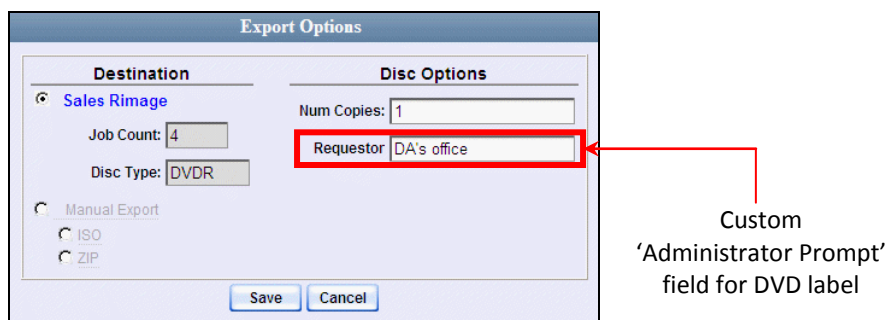 Export Options
Destination
Sales Rimage
Job Count: 4
Disc Type: DVDR
Manual Export
ISO
ZIP
Disc Options
Num Copies: 1
Requestor DA's office
Save Cancel
Custom
‘Administrator Prompt’
field for DVD label